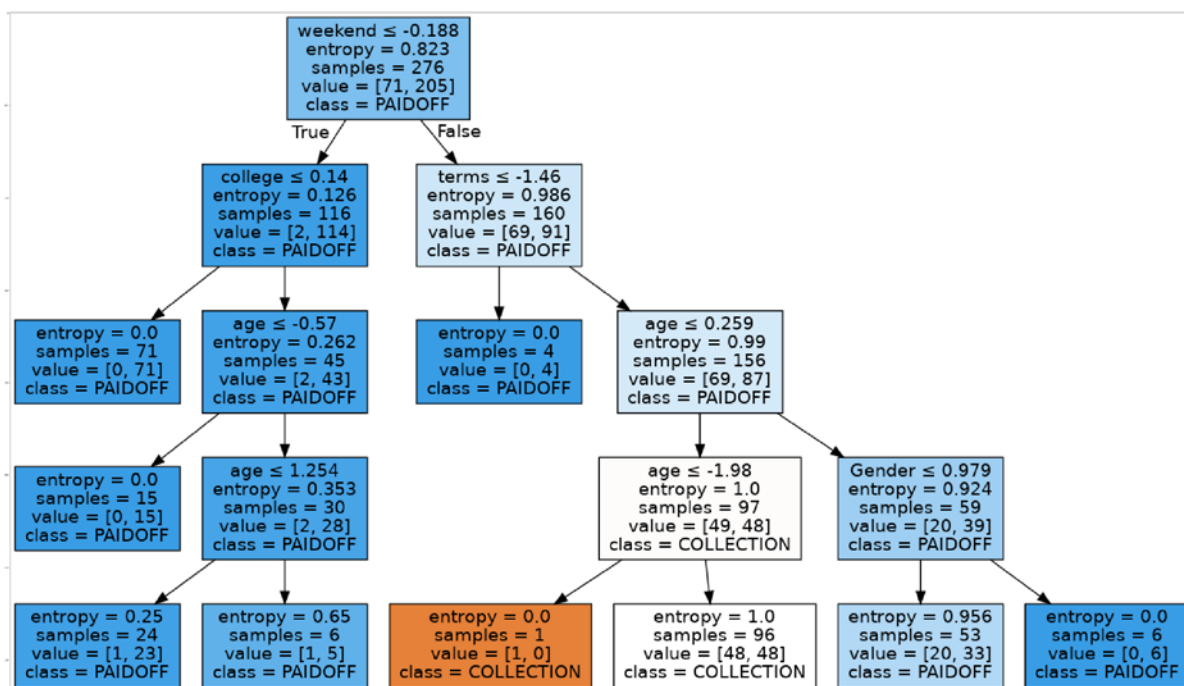 weekend ≤ -0.188
entropy = 0.823
samples = 276
value = [71, 205]
class = PAIDOFF
True
False
college ≤ 0.14
entropy = 0.126
samples = 116
value = [2, 114]
class = PAIDOFF
terms ≤ -1.46
entropy = 0.986
samples = 160
value = [69, 91]
class = PAIDOFF
entropy = 0.0
samples = 71
value = [0, 71]
class = PAIDOFF
age ≤ -0.57
entropy = 0.262
samples = 45
value = [2, 43]
class = PAIDOFF
entropy = 0.0
samples = 4
value = [0, 4]
class = PAIDOFF
age ≤ 0.259
entropy = 0.99
samples = 156
value = [69, 87]
class = PAIDOFF
entropy = 0.0
samples = 15
value = [0, 15]
class = PAIDOFF
age ≤ 1.254
entropy = 0.353
samples = 30
value = [2, 28]
class = PAIDOFF
age ≤ -1.98
entropy = 1.0
samples = 97
value = [49, 48]
class = COLLECTION
Gender ≤ 0.979
entropy = 0.924
samples = 59
value = [20, 39]
class = PAIDOFF
entropy = 0.25
samples = 24
value = [1, 23]
class = PAIDOFF
entropy = 0.65
samples = 6
value = [1, 5]
class = PAIDOFF
entropy = 0.0
samples = 1
value = [1, 0]
class = COLLECTION
entropy = 1.0
samples = 96
value = [48, 48]
class = COLLECTION
entropy = 0.956
samples = 53
value = [20, 33]
class = PAIDOFF
entropy = 0.0
samples = 6
value = [0, 6]
class = PAIDOFF